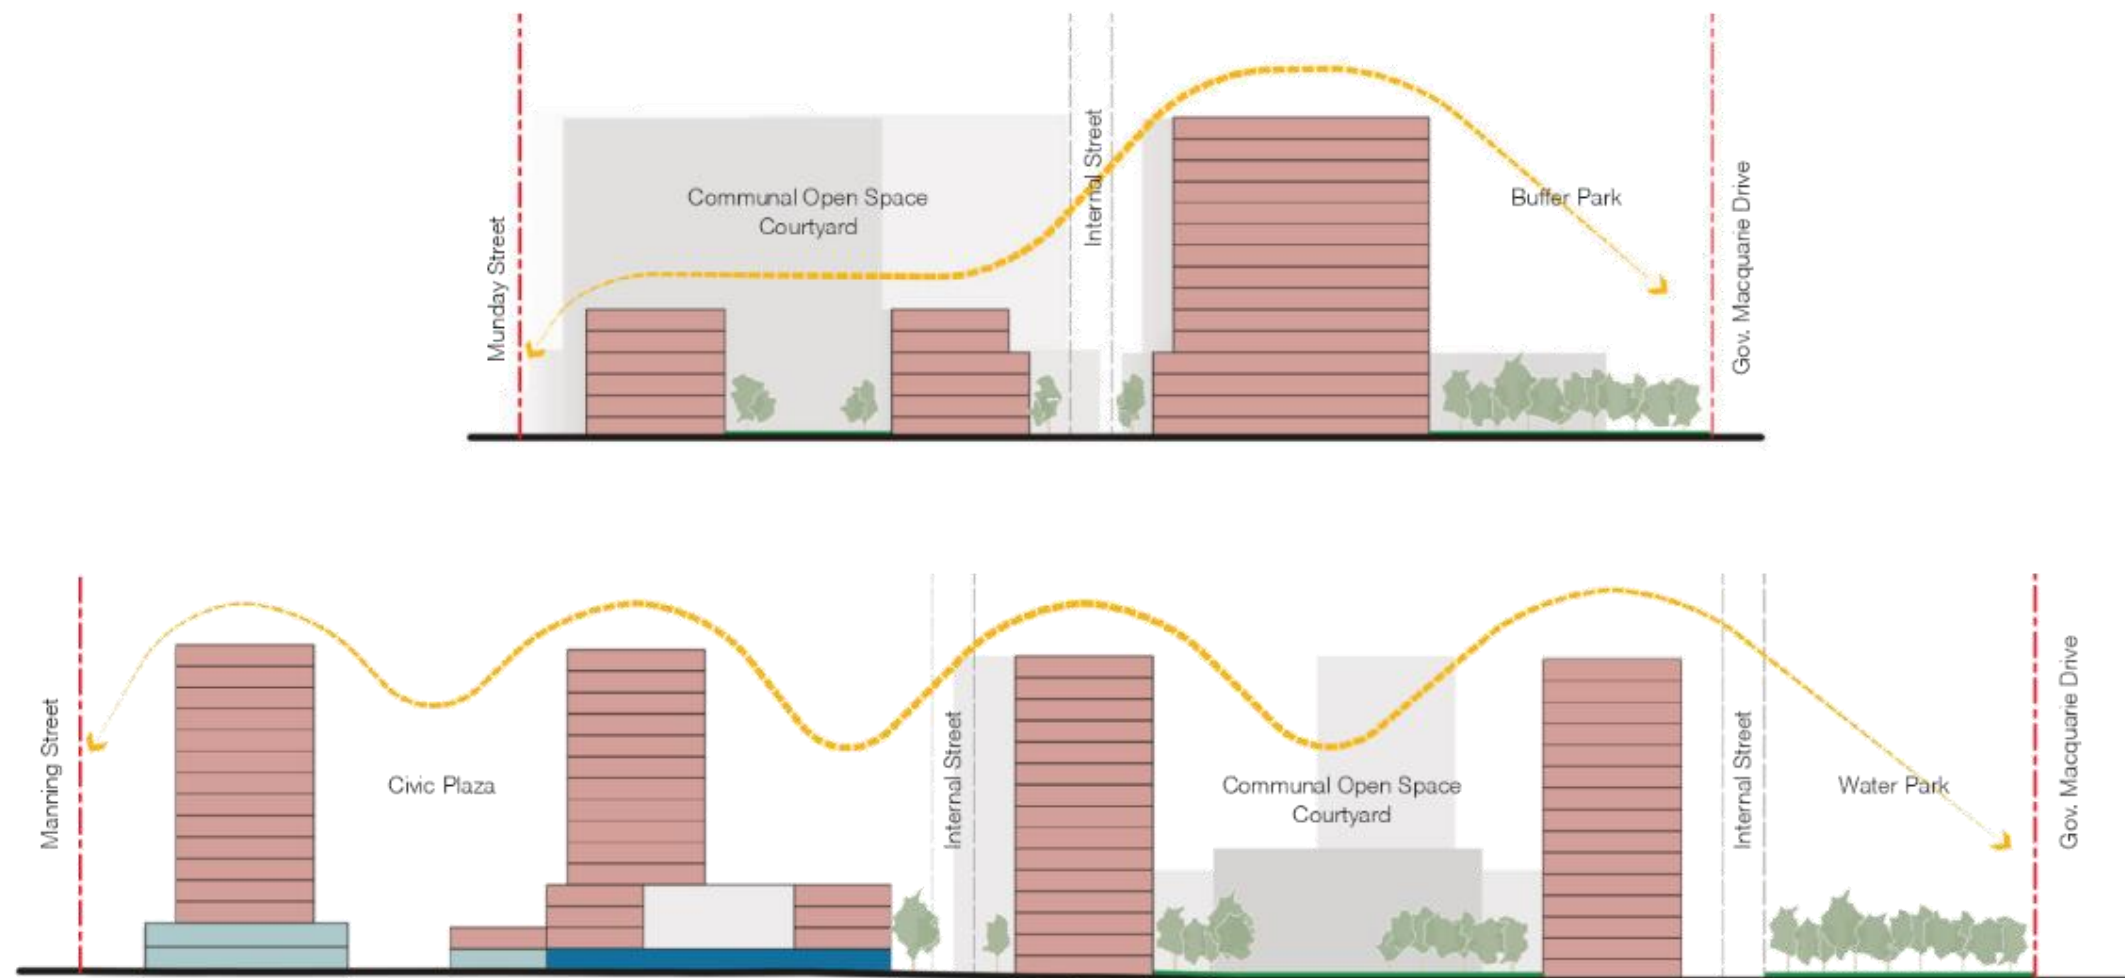 Munday Street
Communal Open Space
Courtyard
Internal Street
Buffer Park
Gov. Macquarie Drive
Manning Street
Civic Plaza
Internal Street
Communal Open Space
Courtyard
Internal Street
Water Park
Gov. Macquarie Drive